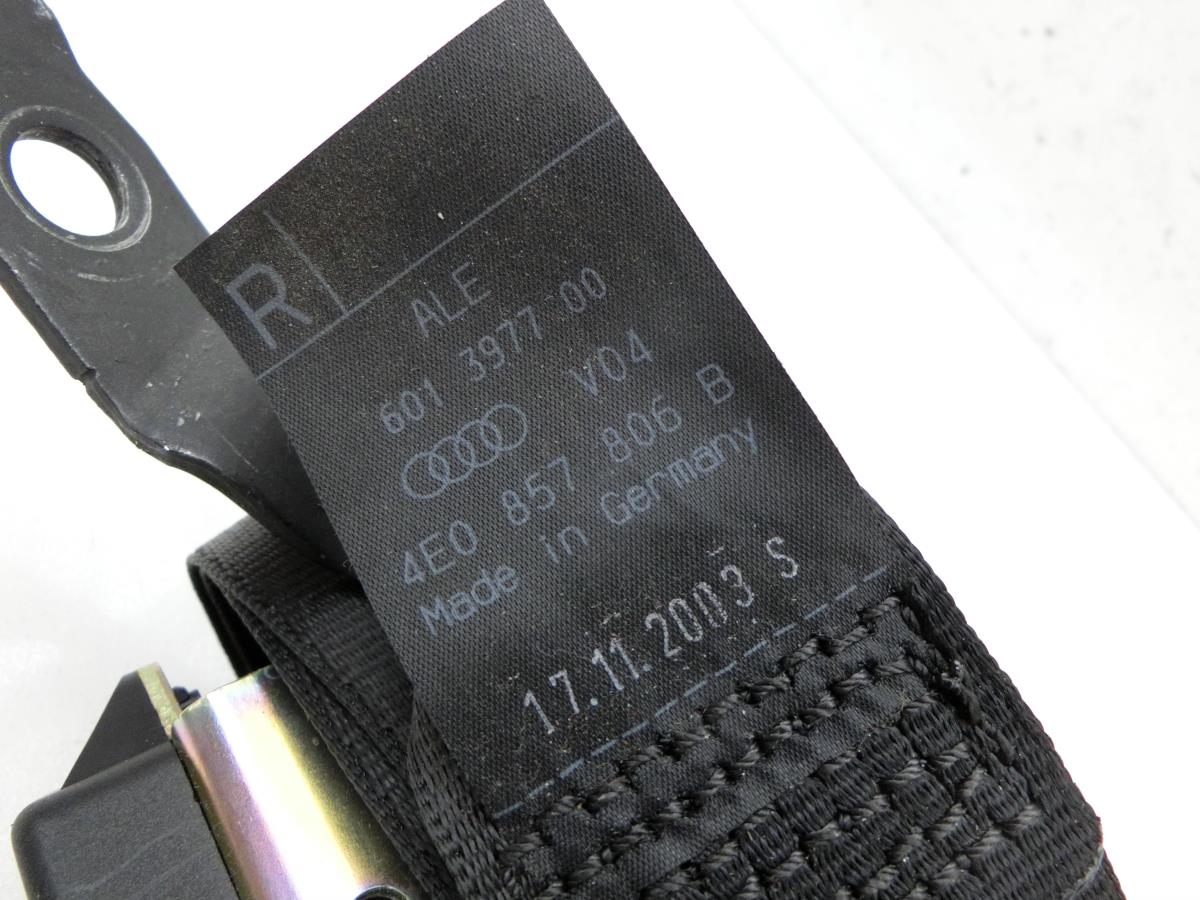 R
ALE
601 3977 00
V04
4E0 857 806 B
Made in Germany
17.11.2003 S